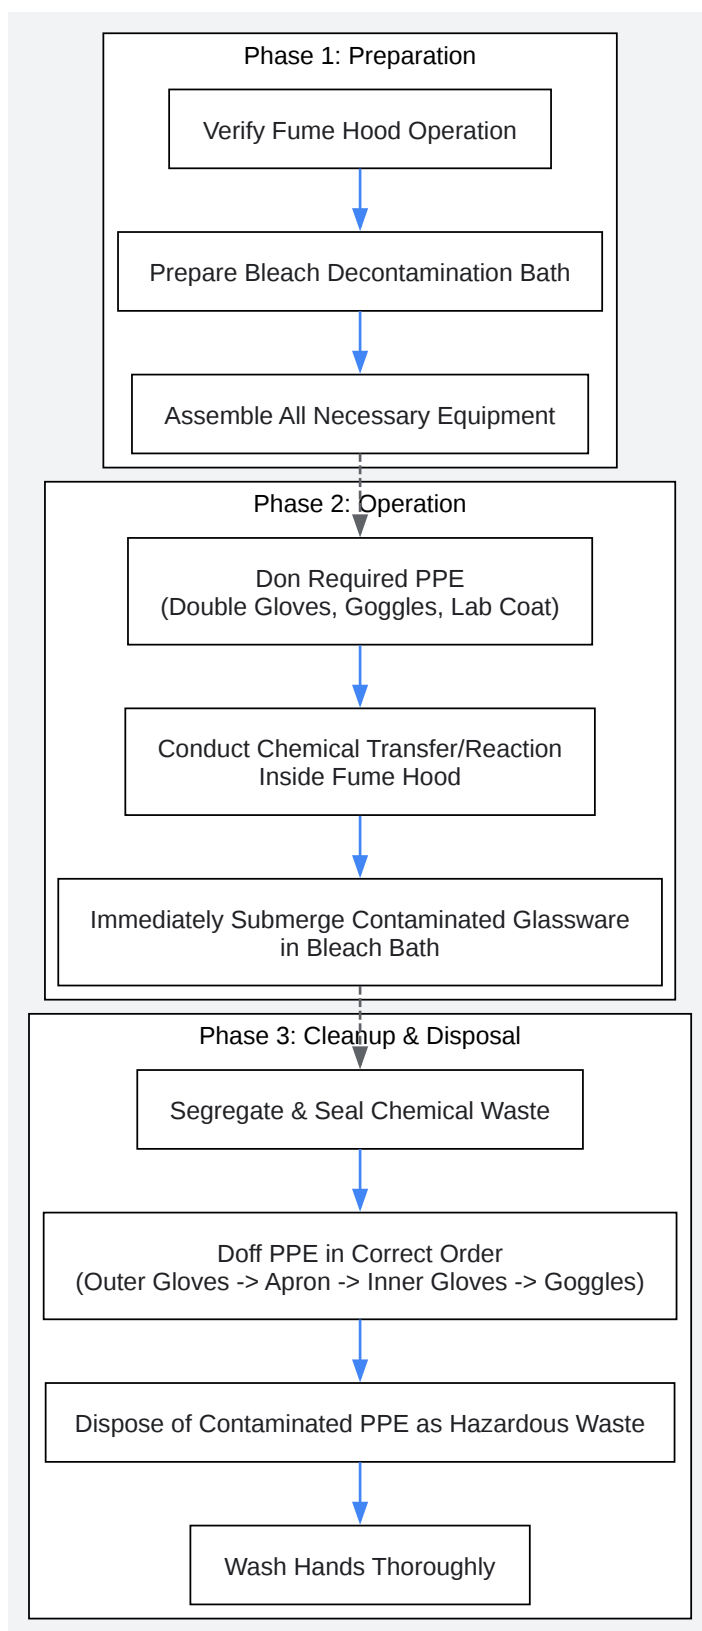 Phase 1: Preparation
Verify Fume Hood Operation
Prepare Bleach Decontamination Bath
Assemble All Necessary Equipment
Phase 2: Operation
Don Required PPE
(Double Gloves, Goggles, Lab Coat)
Conduct Chemical Transfer/Reaction
Inside Fume Hood
Immediately Submerge Contaminated Glassware
in Bleach Bath
Phase 3: Cleanup & Disposal
Segregate & Seal Chemical Waste
Doff PPE in Correct Order
(Outer Gloves -> Apron -> Inner Gloves -> Goggles)
Dispose of Contaminated PPE as Hazardous Waste
Wash Hands Thoroughly